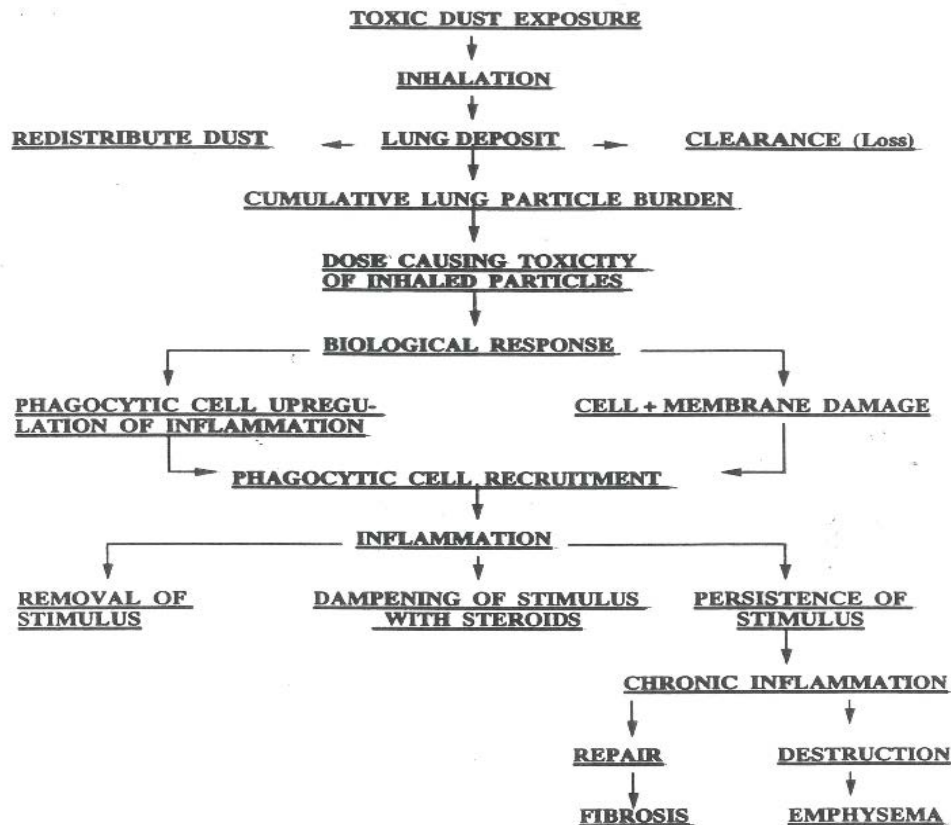 TOXIC DUST EXPOSURE
INHALATION
REDISTRIBUTE DUST
LUNG DEPOSIT
CLEARANCE (Loss)
CUMULATIVE LUNG PARTICLE BURDEN
DOSE CAUSING TOXICITY
OF INHALED PARTICLES
BIOLOGICAL RESPONSE
PHAGOCYTIC CELL UPREGU-
LATION OF INFLAMMATION
CELL + MEMBRANE DAMAGE
PHAGOCYTIC CELL RECRUITMENT
INFLAMMATION
REMOVAL OF
STIMULUS
DAMPENING OF STIMULUS
WITH STEROIDS
PERSISTENCE OF
STIMULUS
CHRONIC INFLAMMATION
REPAIR
DESTRUCTION
FIBROSIS
EMPHYSEMA